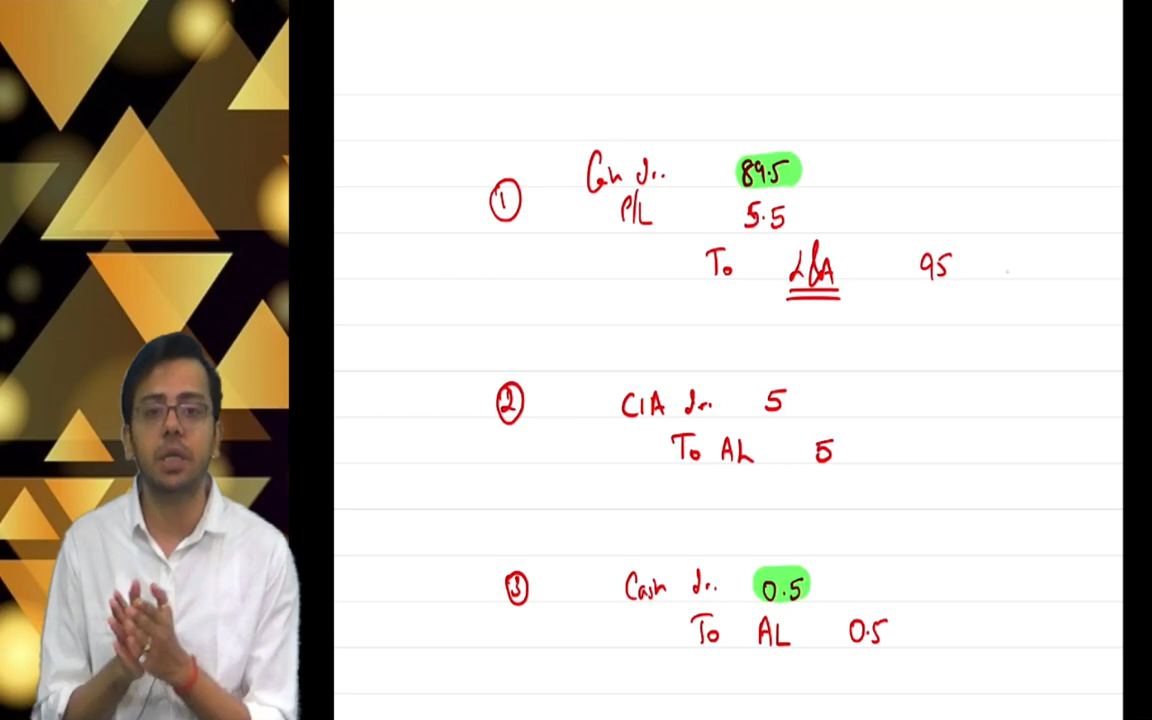 ① Cash dr. 89.5
P/L 5.5
To L&A 95
② CIA dr. 5
To AL 5
③ Cash dr. 0.5
To AL 0.5